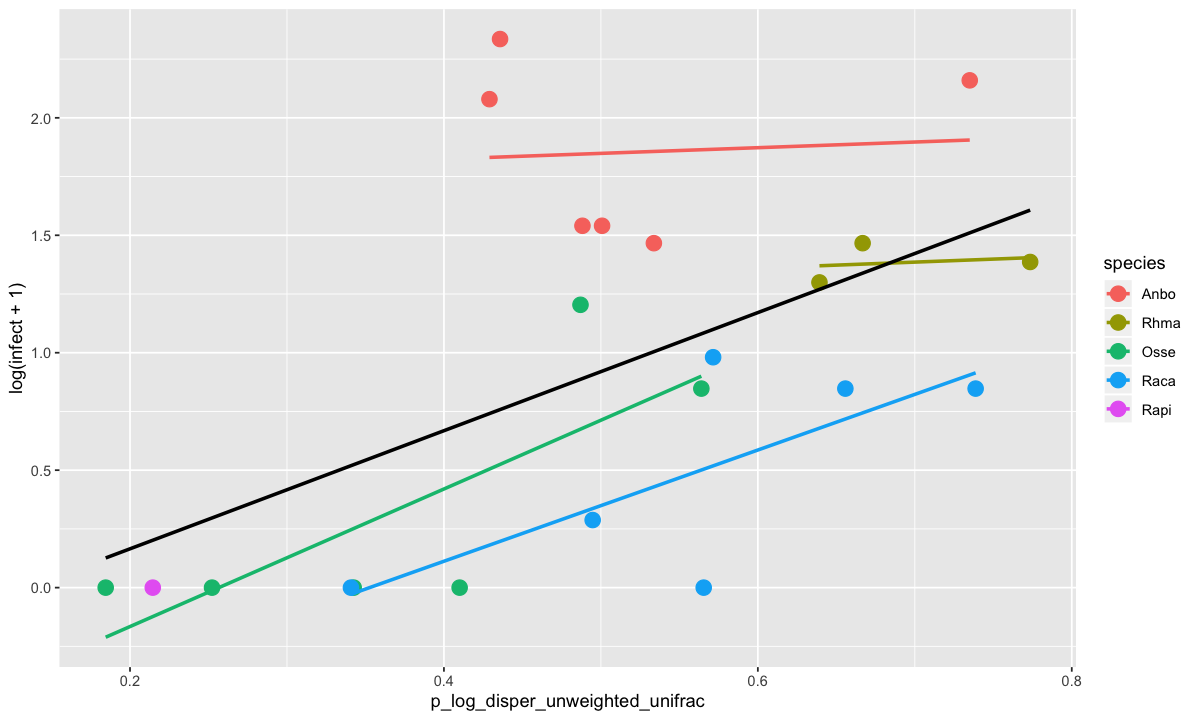 log(infect + 1)
2.0
1.5
1.0
0.5
0.0
0.2
0.4
0.6
0.8
p_log_disper_unweighted_unifrac
species
Anbo
Rhma
Osse
Raca
Rapi